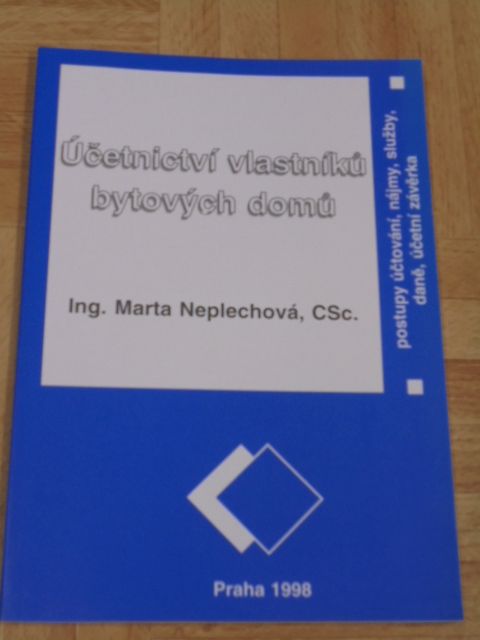 Účetnictví vlastníků
bytových domů
Ing. Marta Neplechová, CSc.
postupy účtování, nájmy, služby,
daně, účetní závěrka
Praha 1998